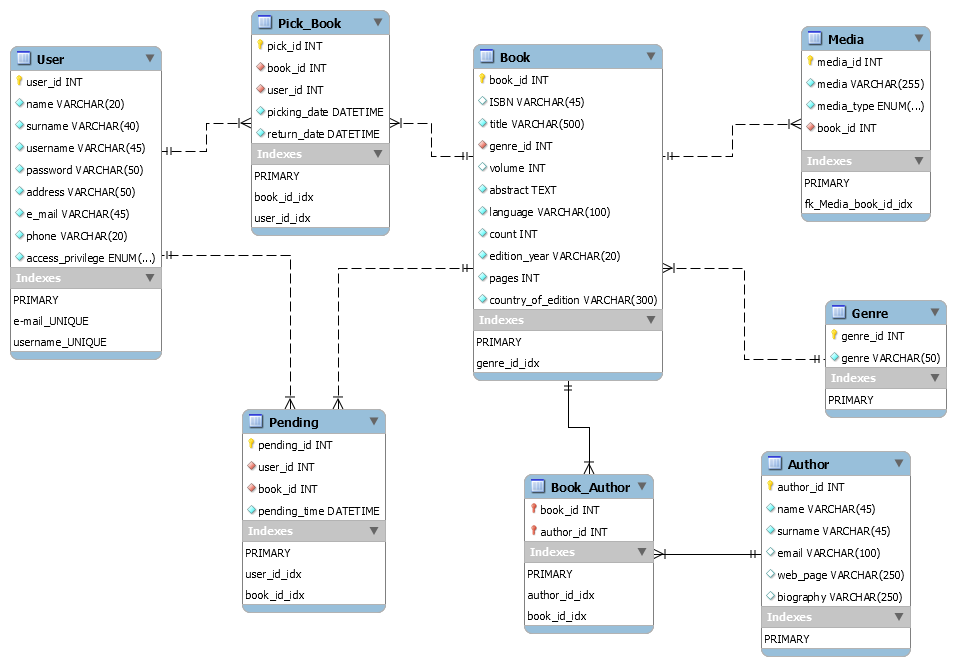 User
user_id INT
name VARCHAR(20)
surname VARCHAR(40)
username VARCHAR(45)
password VARCHAR(50)
address VARCHAR(50)
e_mail VARCHAR(45)
phone VARCHAR(20)
access_privilege ENUM(...)
Indexes
PRIMARY
e-mail_UNIQUE
username_UNIQUE
Pick_Book
pick_id INT
book_id INT
user_id INT
picking_date DATETIME
return_date DATETIME
Indexes
PRIMARY
book_id_idx
user_id_idx
Book
book_id INT
ISBN VARCHAR(45)
title VARCHAR(500)
genre_id INT
volume INT
abstract TEXT
language VARCHAR(100)
count INT
edition_year VARCHAR(20)
pages INT
country_of_edition VARCHAR(300)
Indexes
PRIMARY
genre_id_idx
Media
media_id INT
media VARCHAR(255)
media_type ENUM(...)
book_id INT
Indexes
PRIMARY
fk_Media_book_id_idx
Genre
genre_id INT
genre VARCHAR(50)
Indexes
PRIMARY
Pending
pending_id INT
user_id INT
book_id INT
pending_time DATETIME
Indexes
PRIMARY
user_id_idx
book_id_idx
Book_Author
book_id INT
author_id INT
Indexes
PRIMARY
author_id_idx
book_id_idx
Author
author_id INT
name VARCHAR(45)
surname VARCHAR(45)
email VARCHAR(100)
web_page VARCHAR(250)
biography VARCHAR(250)
Indexes
PRIMARY